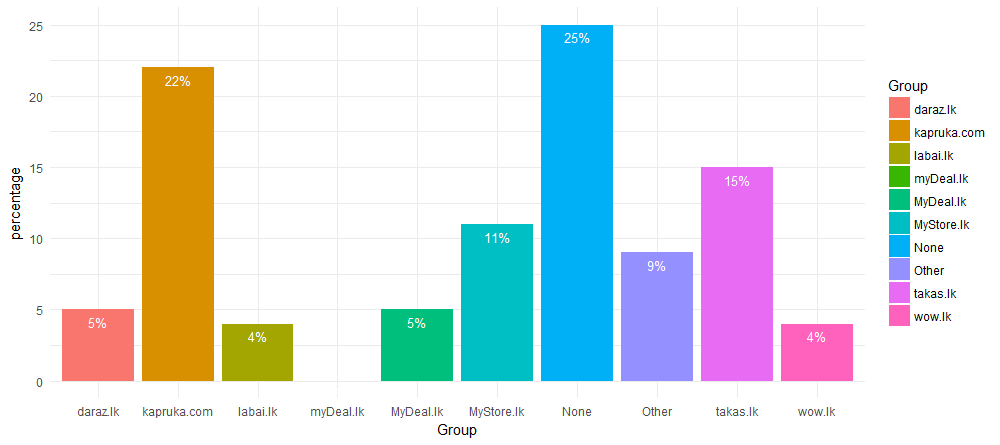 percentage
25
20
15
10
5
0
5%
22%
4%
5%
11%
25%
9%
15%
4%
daraz.lk
kapruka.com
labai.lk
myDeal.lk
MyDeal.lk
MyStore.lk
None
Other
takas.lk
wow.lk
Group
Group
daraz.lk
kapruka.com
labai.lk
myDeal.lk
MyDeal.lk
MyStore.lk
None
Other
takas.lk
wow.lk